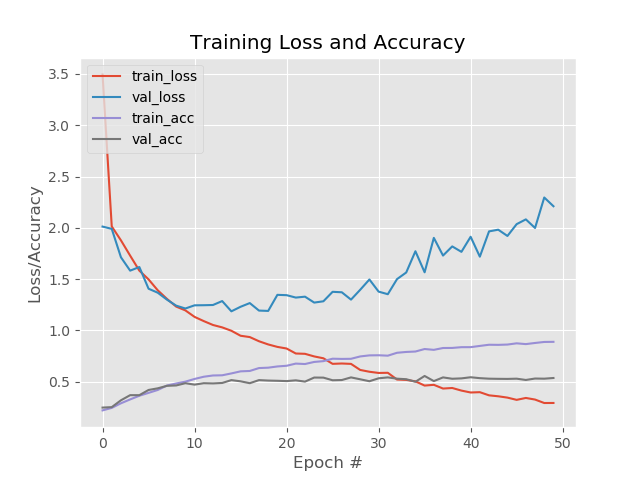 Training Loss and Accuracy
3.5
3.0
2.5
2.0
1.5
1.0
0.5
Loss/Accuracy
train_loss
val_loss
train_acc
val_acc
0 10 20 30 40 50
Epoch #